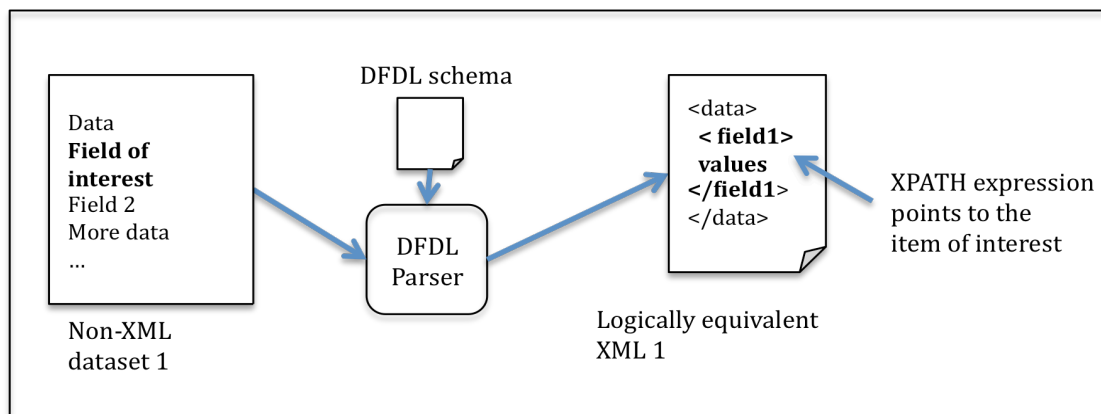 Data
Field of
interest
Field 2
More data
…
Non-XML
dataset 1
DFDL schema
DFDL
Parser
<data>
< field1>
values
</field1>
</data>
Logically equivalent
XML 1
XPATH expression
points to the
item of interest